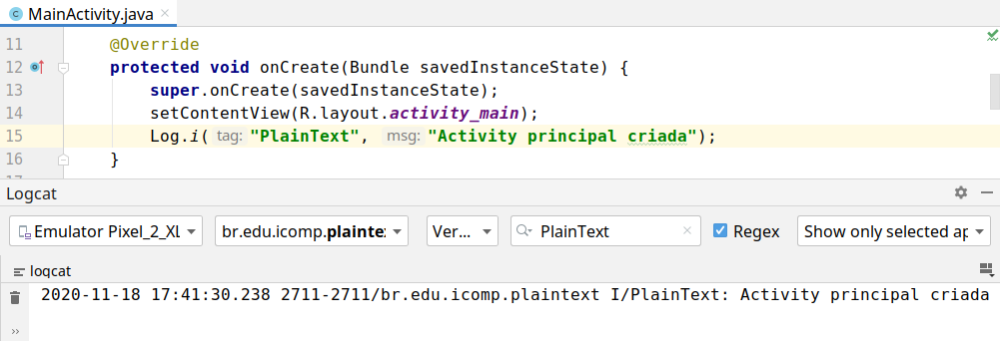 MainActivity.java
11 @Override
12 protected void onCreate(Bundle savedInstanceState) {
13 super.onCreate(savedInstanceState);
14 setContentView(R.layout.activity_main);
15 Log.i( tag: "PlainText", msg: "Activity principal criada");
16 }
Logcat
Emulator Pixel_2_XL br.edu.icomp.plainte Ver... PlainText Regex Show only selected ap
logcat
2020-11-18 17:41:30.238 2711-2711/br.edu.icomp.plaintext I/PlainText: Activity principal criada